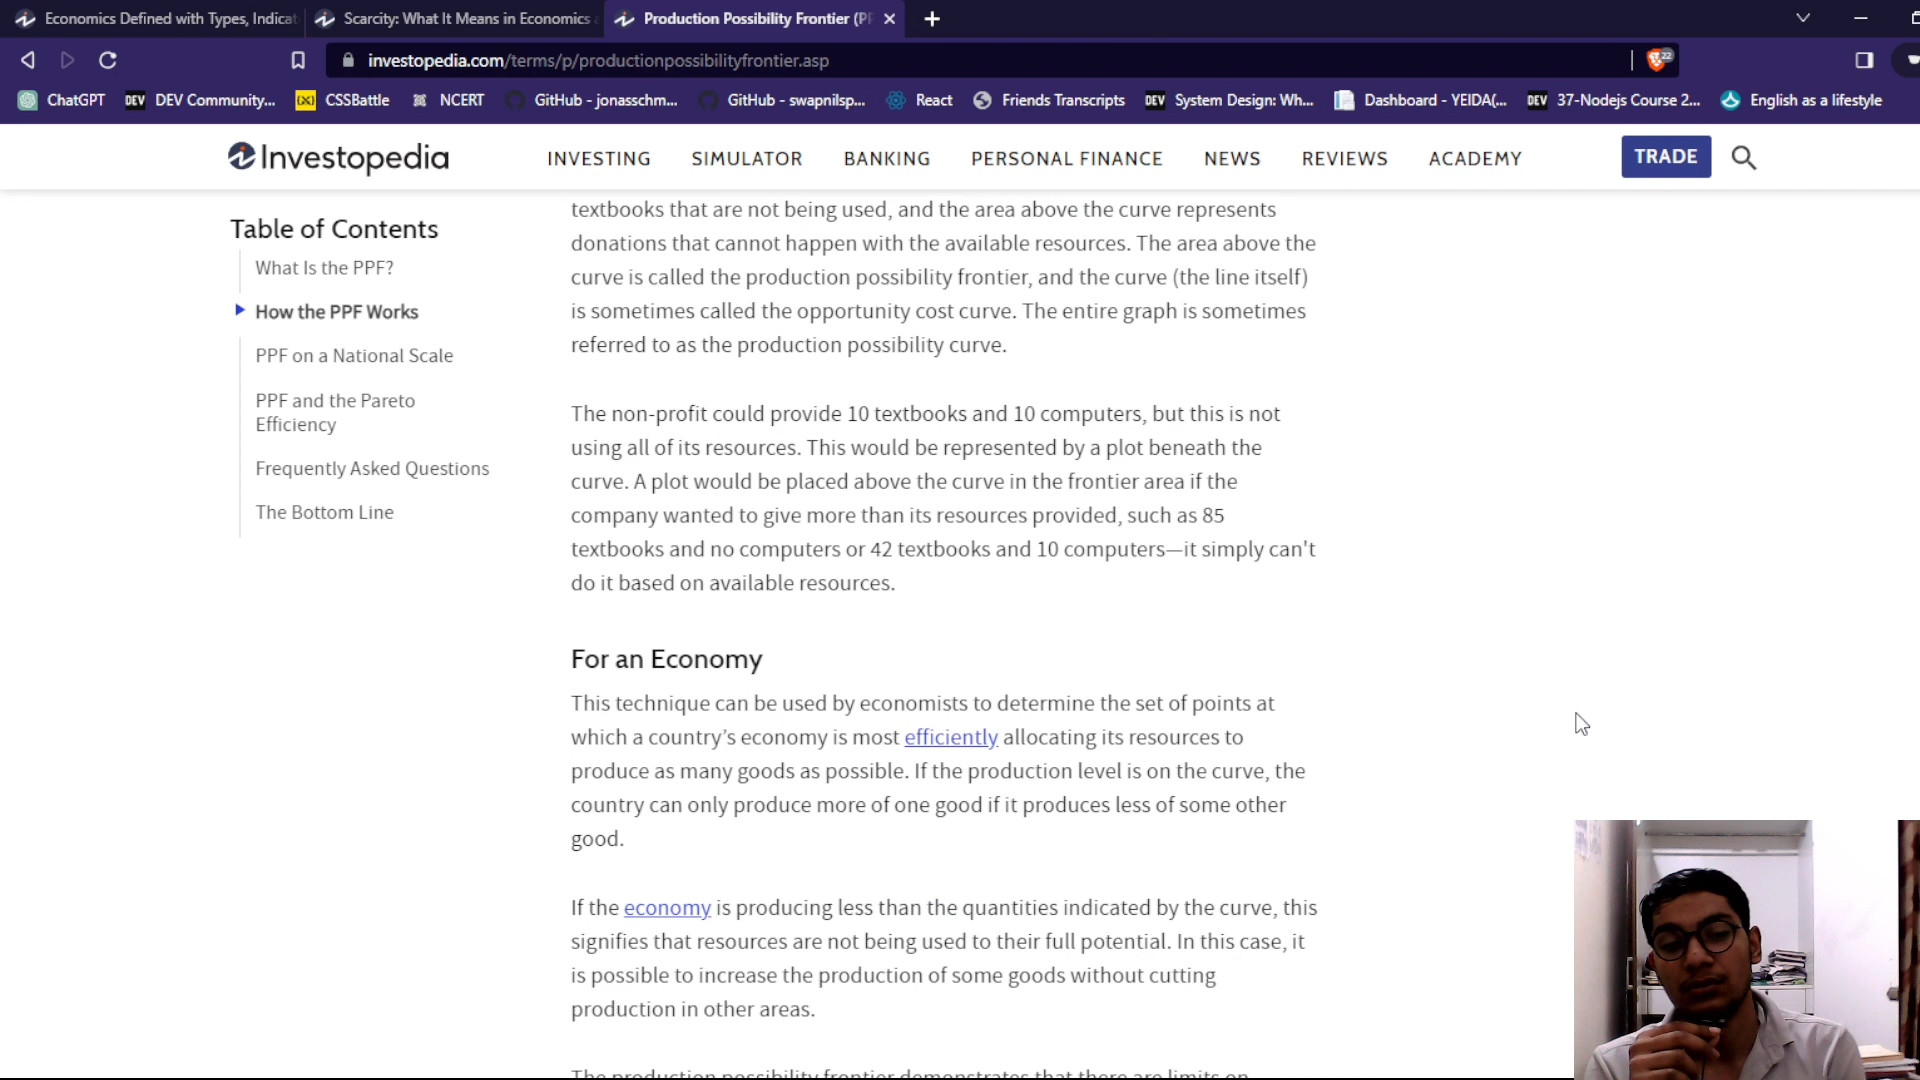 Economics Defined with Types, Indicat
Scarcity: What It Means in Economics
Production Possibility Frontier (PP
investopedia.com/terms/p/productionpossibilityfrontier.asp
22
ChatGPT
DEV DEV Community...
CSSBattle
NCERT
GitHub - jonasschm...
GitHub - swapnilsp...
React
Friends Transcripts
DEV System Design: Wh...
Dashboard - YEIDA(...
DEV 37-Nodejs Course 2...
English as a lifestyle
Investopedia
INVESTING
SIMULATOR
BANKING
PERSONAL FINANCE
NEWS
REVIEWS
ACADEMY
TRADE
Table of Contents
What Is the PPF?
How the PPF Works
PPF on a National Scale
PPF and the Pareto
Efficiency
Frequently Asked Questions
The Bottom Line
textbooks that are not being used, and the area above the curve represents
donations that cannot happen with the available resources. The area above the
curve is called the production possibility frontier, and the curve (the line itself)
is sometimes called the opportunity cost curve. The entire graph is sometimes
referred to as the production possibility curve.
The non-profit could provide 10 textbooks and 10 computers, but this is not
using all of its resources. This would be represented by a plot beneath the
curve. A plot would be placed above the curve in the frontier area if the
company wanted to give more than its resources provided, such as 85
textbooks and no computers or 42 textbooks and 10 computers—it simply can't
do it based on available resources.
For an Economy
This technique can be used by economists to determine the set of points at
which a country’s economy is most efficiently allocating its resources to
produce as many goods as possible. If the production level is on the curve, the
country can only produce more of one good if it produces less of some other
good.
If the economy is producing less than the quantities indicated by the curve, this
signifies that resources are not being used to their full potential. In this case, it
is possible to increase the production of some goods without cutting
production in other areas.
The production possibility frontier demonstrates that there are limits on